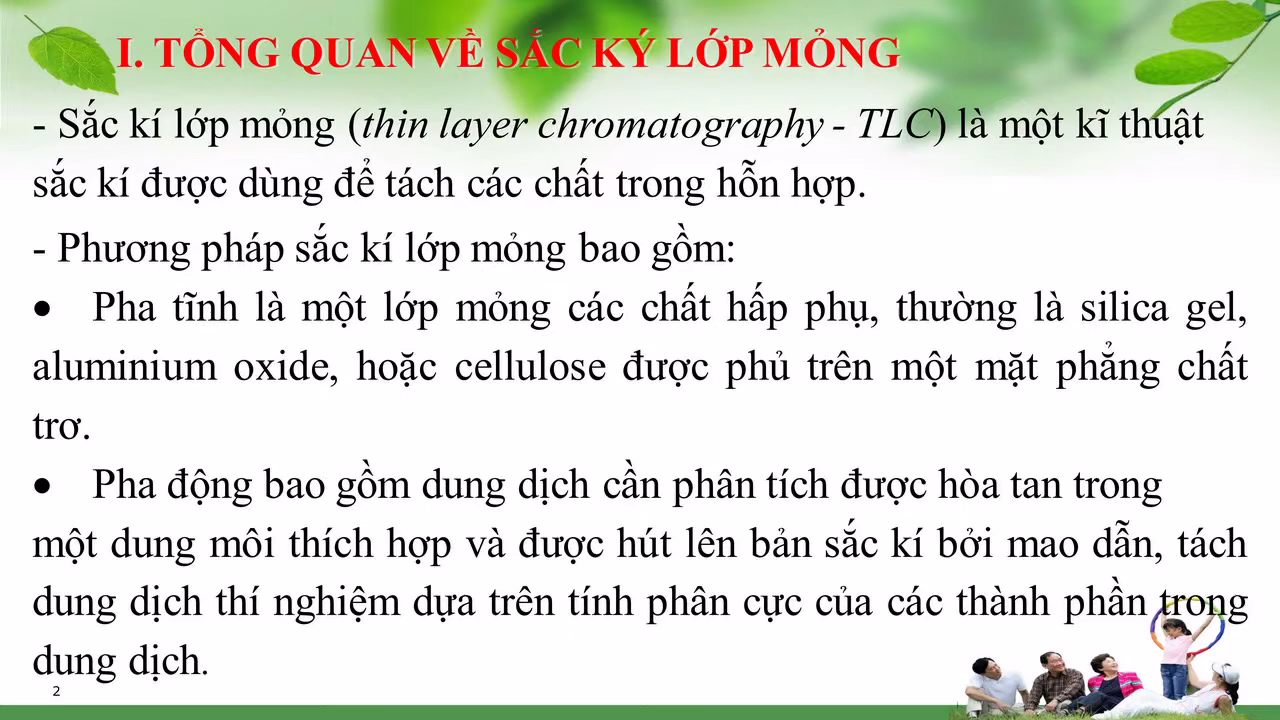 I. TỔNG QUAN VỀ SẮC KÝ LỚP MỎNG
- Sắc kí lớp mỏng (thin layer chromatography - TLC) là một kĩ thuật
sắc kí được dùng để tách các chất trong hỗn hợp.
- Phương pháp sắc kí lớp mỏng bao gồm:
• Pha tĩnh là một lớp mỏng các chất hấp phụ, thường là silica gel,
aluminium oxide, hoặc cellulose được phủ trên một mặt phẳng chất
trơ.
• Pha động bao gồm dung dịch cần phân tích được hòa tan trong
một dung môi thích hợp và được hút lên bản sắc kí bởi mao dẫn, tách
dung dịch thí nghiệm dựa trên tính phân cực của các thành phần trong
dung dịch.
2